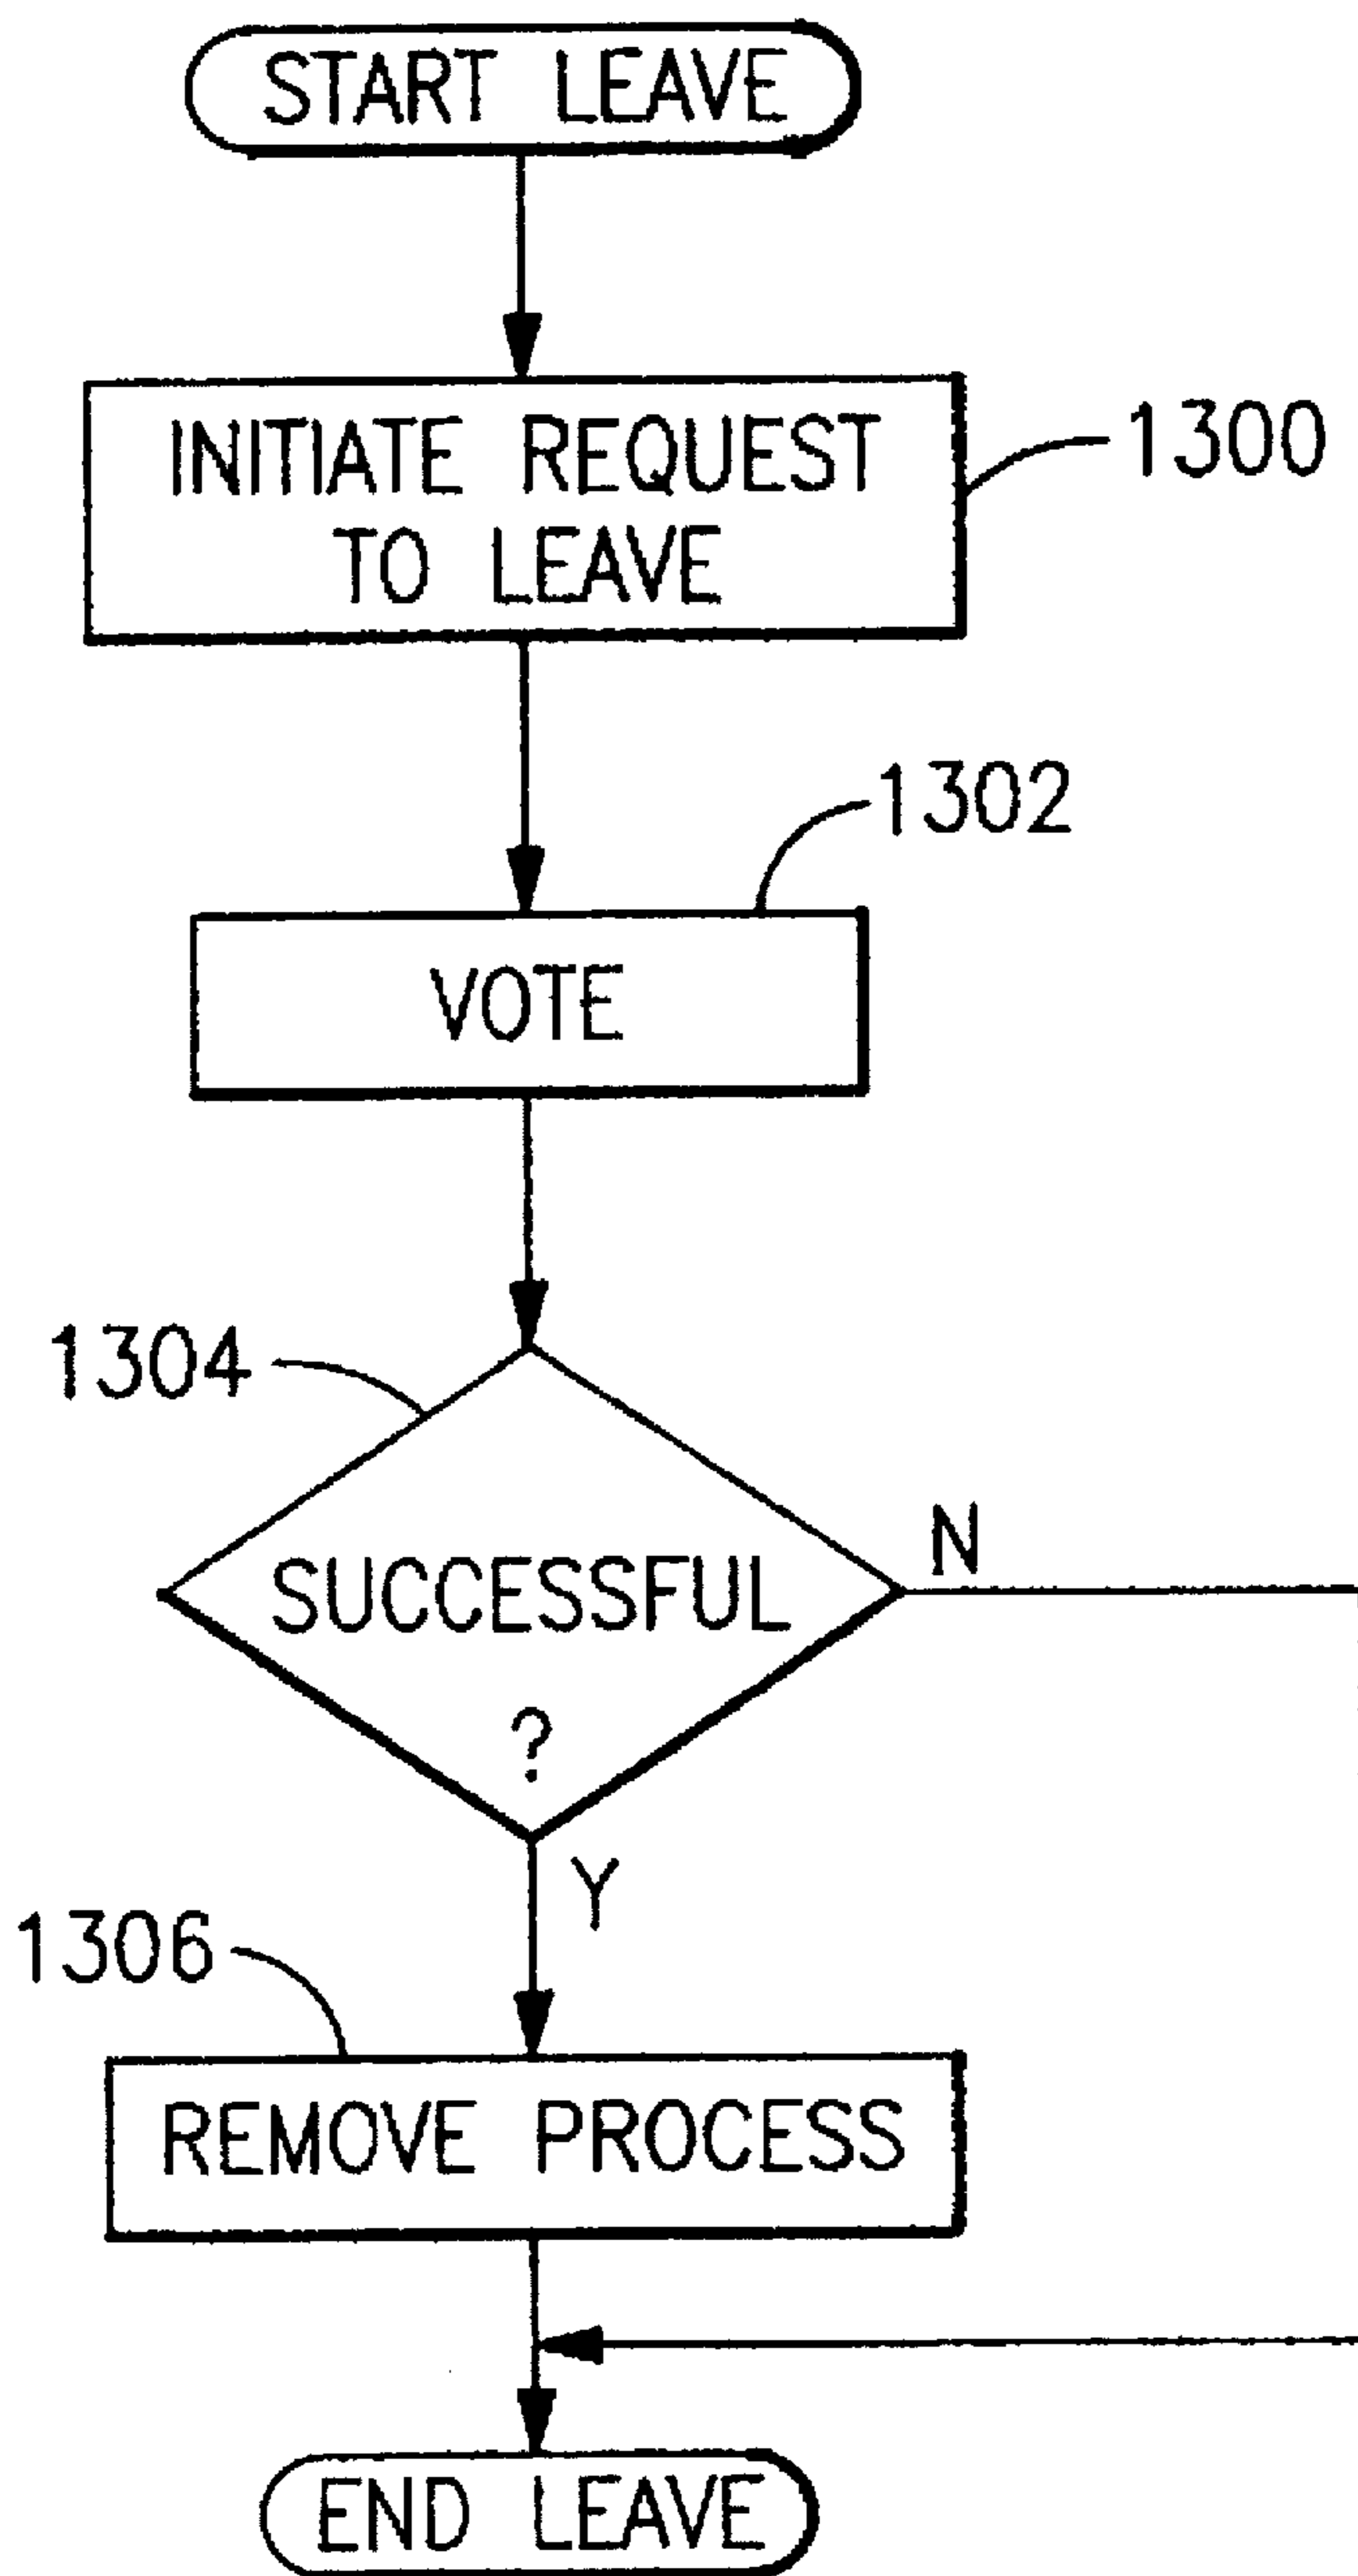 START LEAVE
INITIATE REQUEST
TO LEAVE
1300
1302
VOTE
1304
SUCCESSFUL
?
N
Y
1306
REMOVE PROCESS
END LEAVE